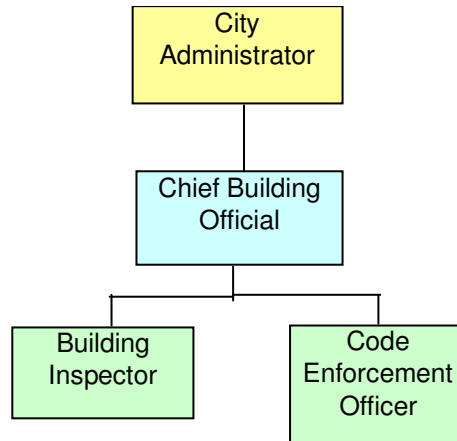 City
Administrator
Chief Building
Official
Building
Inspector
Code
Enforcement
Officer